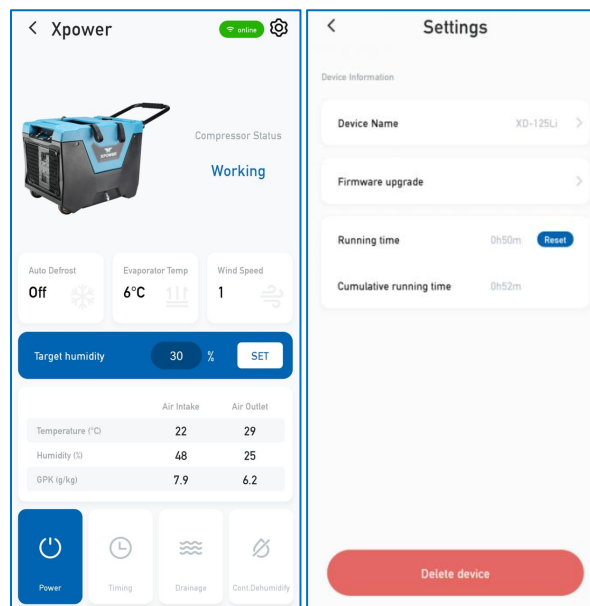 Xpower
online
Compressor Status
Working
XPOWER
Auto Defrost
Off
Evaporator Temp
6°C
Wind Speed
1
Target humidity 30 % SET
Air Intake Air Outlet
Temperature (°C) 22 29
Humidity (%) 48 25
GPK (g/kg) 7.9 6.2
Power Timing Drainage Cont Dehumidify
Settings
Device Information
Device Name XD-125Li
Firmware upgrade
Running time 0h50m Reset
Cumulative running time 0h52m
Delete device